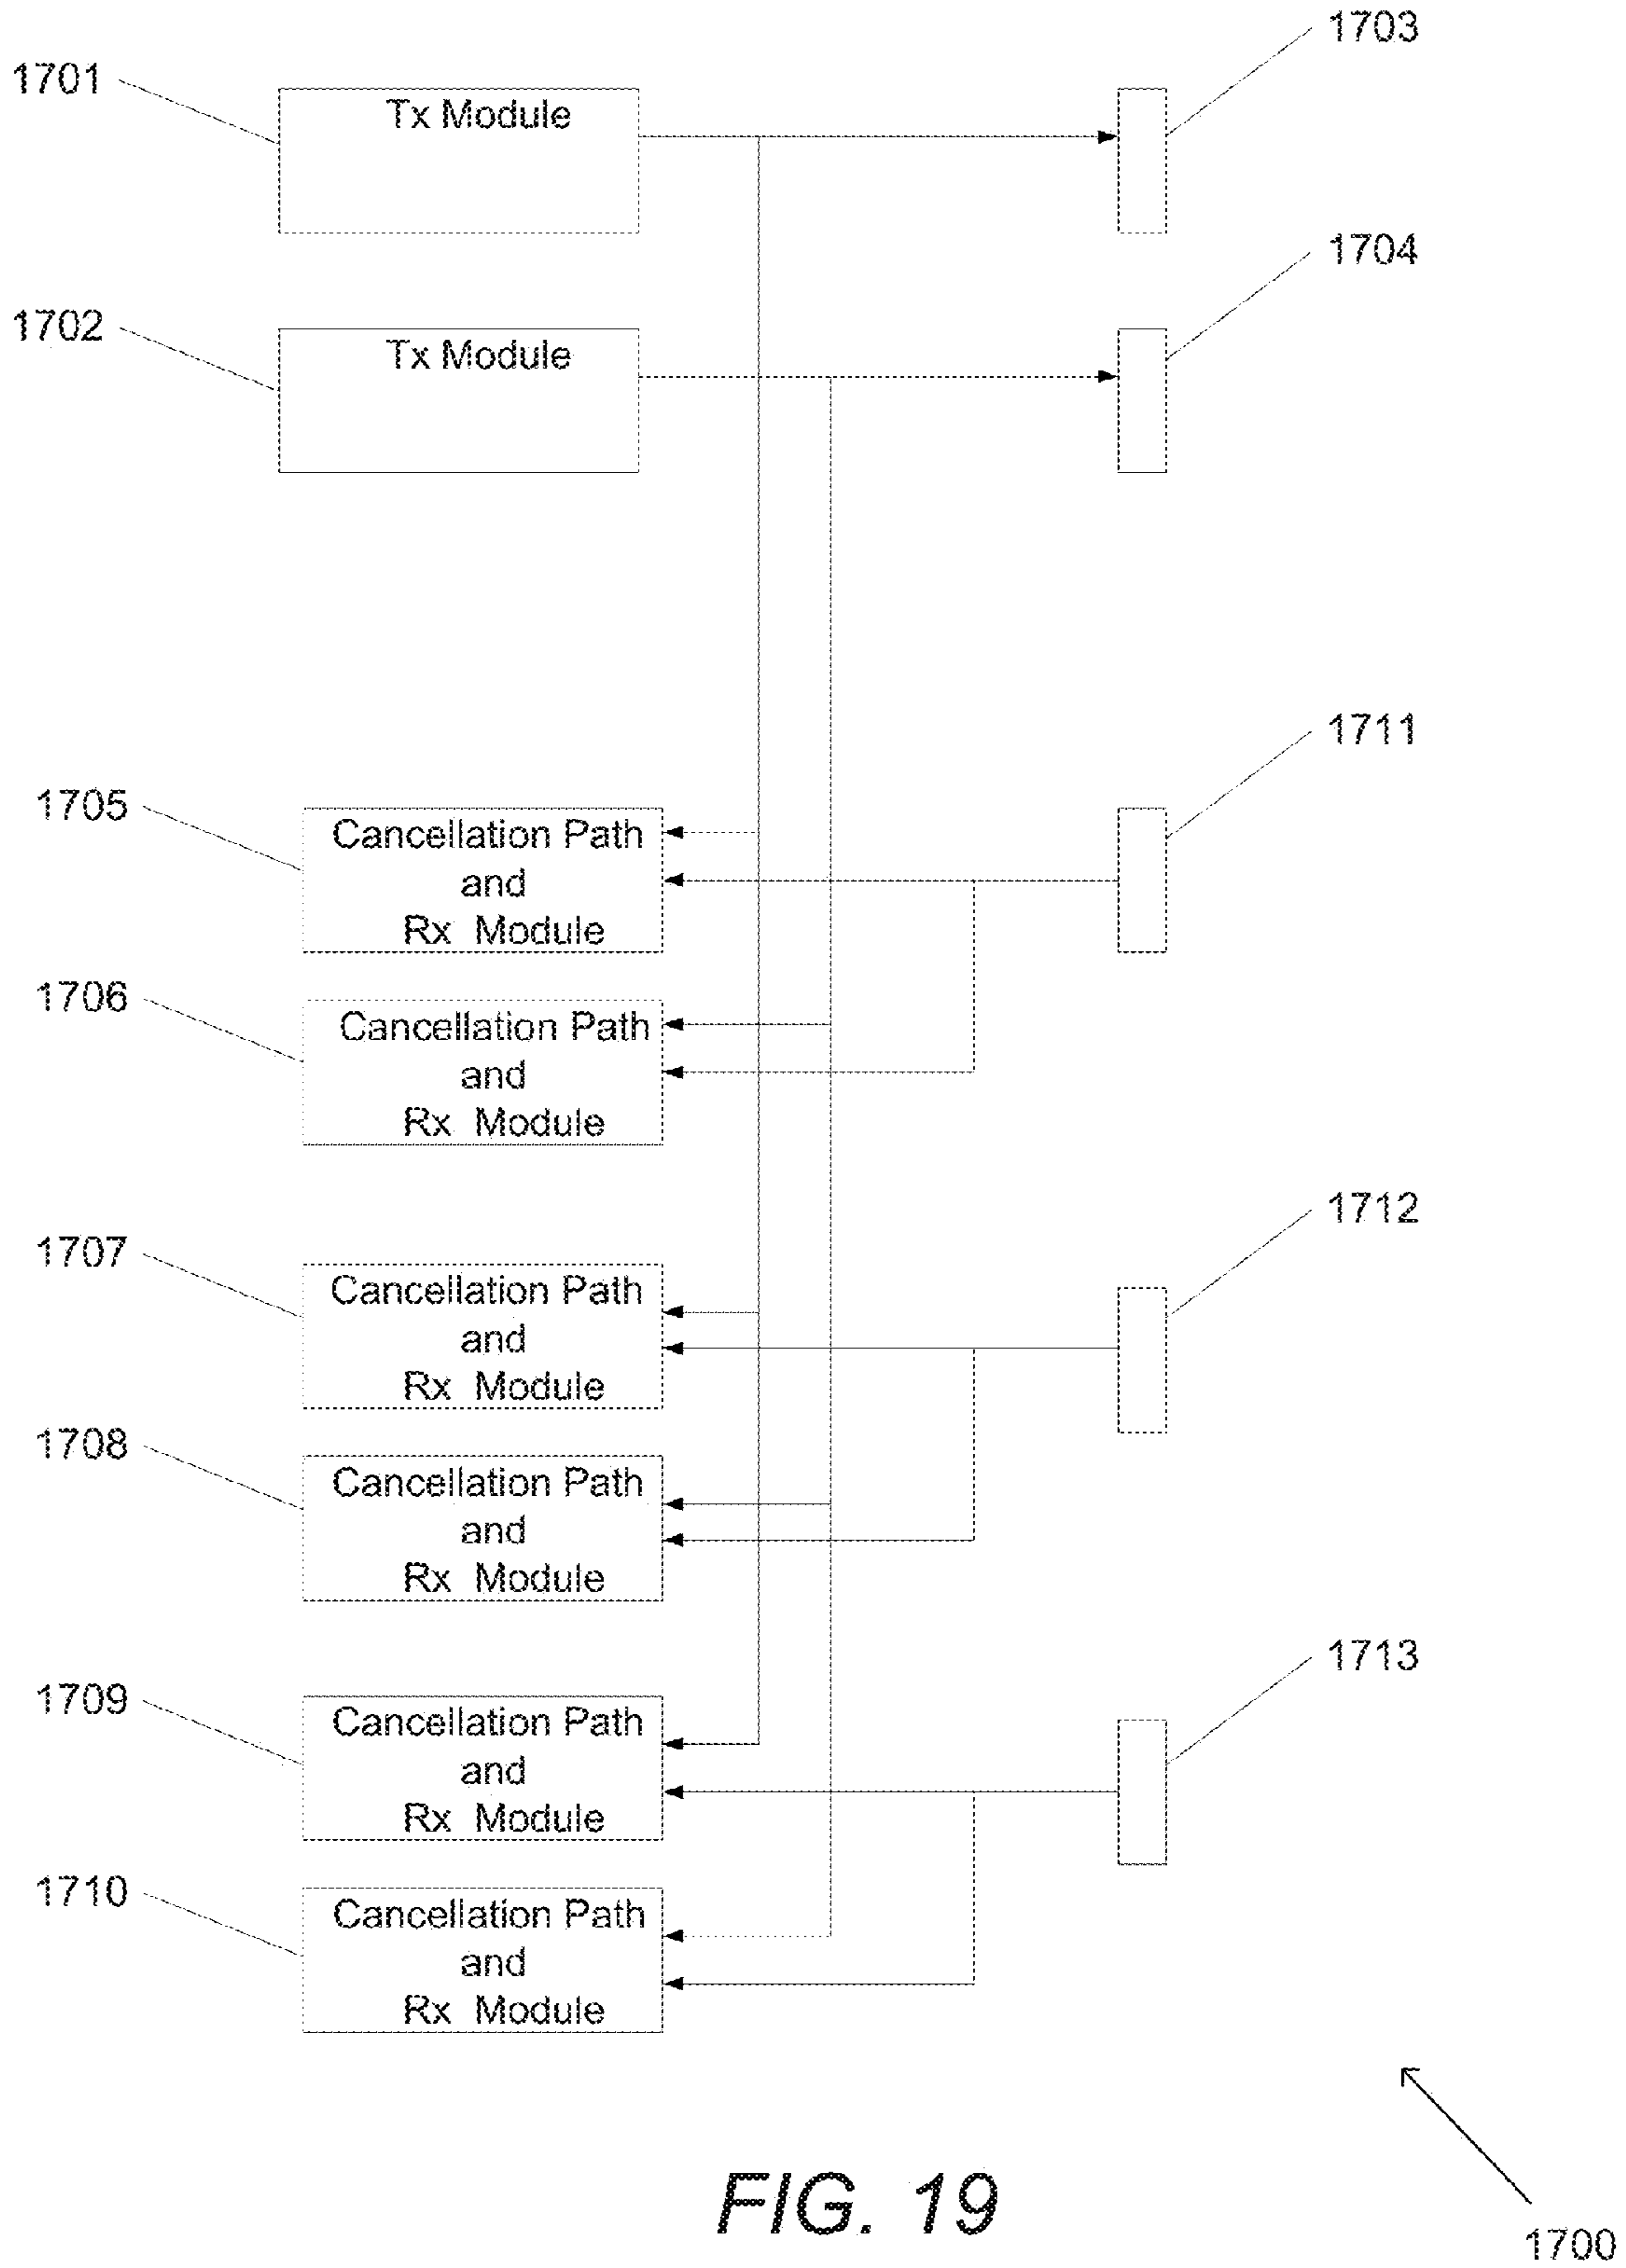 1703
1701
Tx Module
1704
1702
Tx Module
1711
1705
Cancellation Path
and
Rx Module
1706
Cancellation Path
and
Rx Module
1712
1707
Cancellation Path
and
Rx Module
1708
Cancellation Path
and
Rx Module
1713
1709
Cancellation Path
and
Rx Module
1710
Cancellation Path
and
Rx Module
FIG. 19
1700